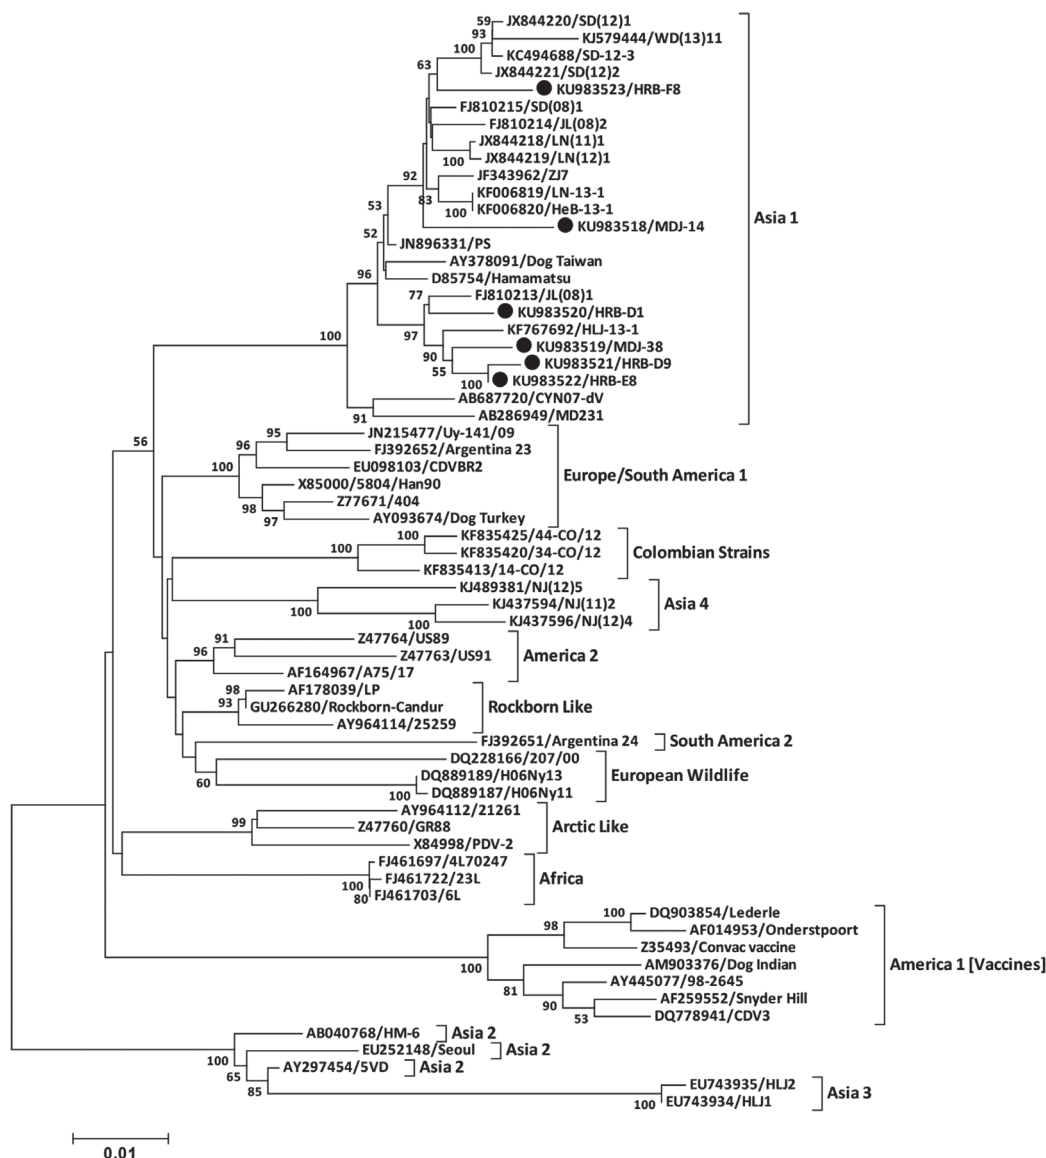 59 JX844220/SD(12)1
93 KJ579444/WD(13)11
100 KC494688/SD-12-3
63 JX844221/SD(12)2
KU983523/HRB-F8
FJ810215/SD(08)1
FJ810214/JL(08)2
JX844218/LN(11)1
100 JX844219/LN(12)1
92 JF343962/ZJ7
83 KF006819/LN-13-1
100 KF006820/HeB-13-1
53 KU983518/MDJ-14
Asia 1
52 JN896331/PS
AY378091/Dog Taiwan
96 D85754/Hamamatsu
77 FJ810213/JL(08)1
KU983520/HRB-D1
100 97 KF767692/HLJ-13-1
90 KU983519/MDJ-38
55 KU983521/HRB-D9
100 KU983522/HRB-E8
AB687720/CYN07-dV
91 AB286949/MD231
56 95 JN215477/Uy-141/09
96 FJ392652/Argentina 23
100 EU098103/CDVBR2
X85000/5804/Han90 Europe/South America 1
98 Z77671/404
97 AY093674/Dog Turkey
100 KF835425/44-CO/12
100 KF835420/34-CO/12 Colombian Strains
KF835413/14-CO/12
KJ489381/NJ(12)5
100 KJ437594/NJ(11)2 Asia 4
100 KJ437596/NJ(12)4
91 Z47764/US89
96 Z47763/US91 America 2
AF164967/A75/17
98 AF178039/LP
93 GU266280/Rockborn-Candur Rockborn Like
AY964114/25259
FJ392651/Argentina 24 South America 2
DQ228166/207/00
60 DQ889189/H06Ny13 European Wildlife
100 DQ889187/H06Ny11
AY964112/21261
99 Z47760/GR88 Arctic Like
X84998/PDV-2
FJ461697/4L70247
100 FJ461722/23L Africa
80 FJ461703/6L
100 DQ903854/Lederle
98 AF014953/Onderstpoort
Z35493/Convac vaccine
100 AM903376/Dog Indian America 1 [Vaccines]
81 AY445077/98-2645
90 AF259552/Snyder Hill
53 DQ778941/CDV3
AB040768/HM-6 Asia 2
100 EU252148/Seoul Asia 2
65 AY297454/5VD Asia 2
85 EU743935/HLJ2 Asia 3
100 EU743934/HLJ1
0.01